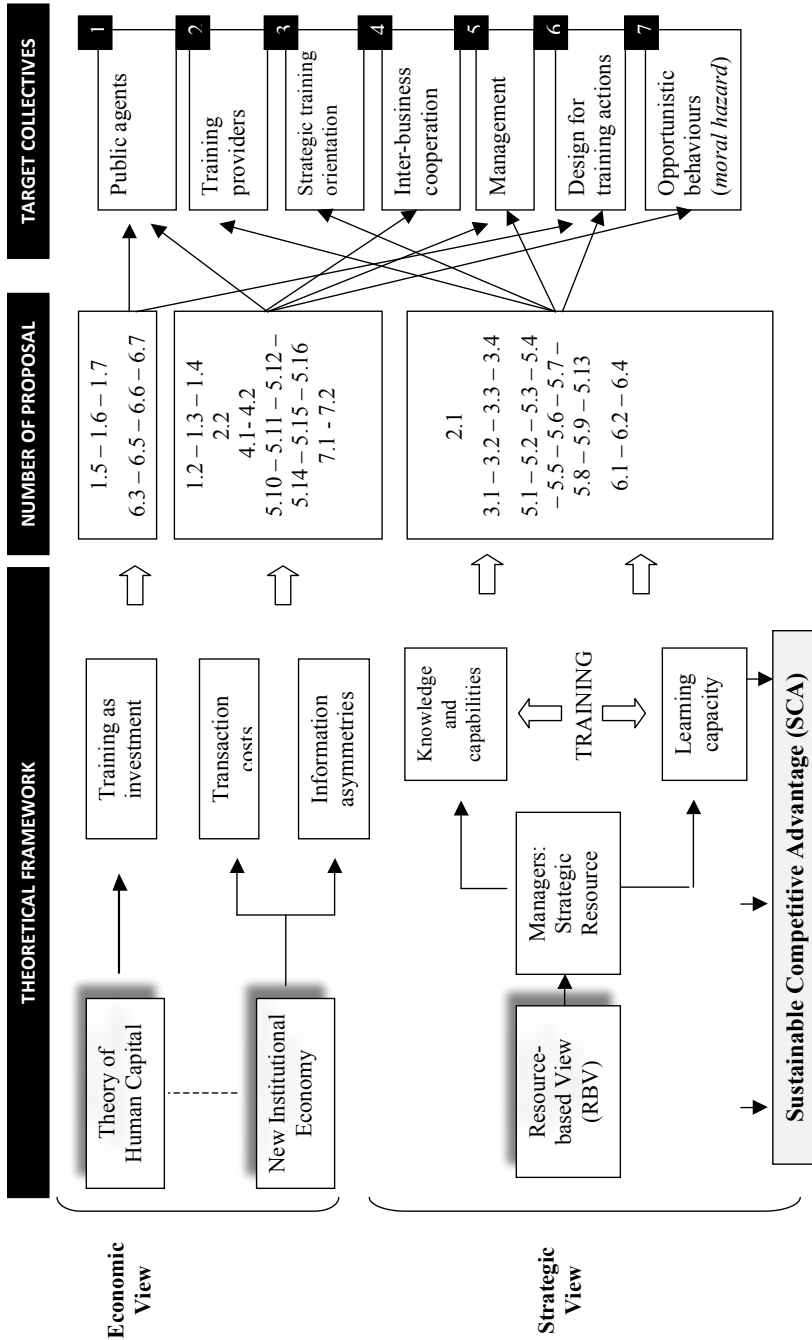 THEORETICAL FRAMEWORK
NUMBER OF PROPOSAL
TARGET COLLECTIVES
Economic
View
Theory of
Human Capital
Training as
investment
New Institutional
Economy
Transaction
costs
Information
asymmetries
1.5 – 1.6 – 1.7
6.3 – 6.5 – 6.6 – 6.7
1.2 – 1.3 – 1.4
2.2
4.1 - 4.2
5.10 – 5.11 – 5.12 –
5.14 – 5.15 – 5.16
7.1 - 7.2
Strategic
View
Resource-
based View
(RBV)
Managers:
Strategic
Resource
Knowledge
and
capabilities
TRAINING
Learning
capacity
2.1
3.1 – 3.2 – 3.3 – 3.4
5.1 – 5.2 – 5.3 – 5.4
– 5.5 – 5.6 – 5.7 –
5.8 – 5.9 – 5.13
6.1 – 6.2 – 6.4
Sustainable Competitive Advantage (SCA)
1
Public agents
2
Training
providers
3
Strategic training
orientation
4
Inter-business
cooperation
5
Management
6
Design for
training actions
7
Opportunistic
behaviours
(moral hazard)